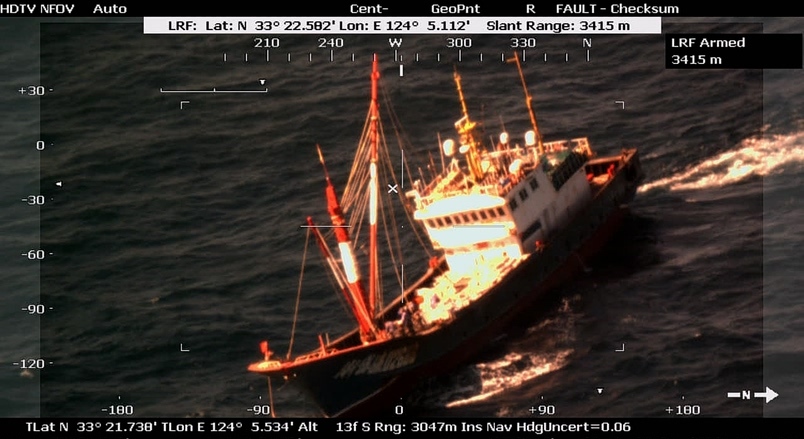 HDTV NFOV Auto Cent- GeoPnt R FAULT - Checksum
LRF: Lat: N 33° 22.582' Lon: E 124° 5.112' Slant Range: 3415 m
210 240 W 300 330 N
LRF Armed
3415 m
+30
0
-30
-60
-90
-120
-180 -90 0 +90 +180
N
TLat N 33° 21.738' TLon E 124° 5.534' Alt 13f S Rng: 3047m Ins Nav HdgUncert=0.06